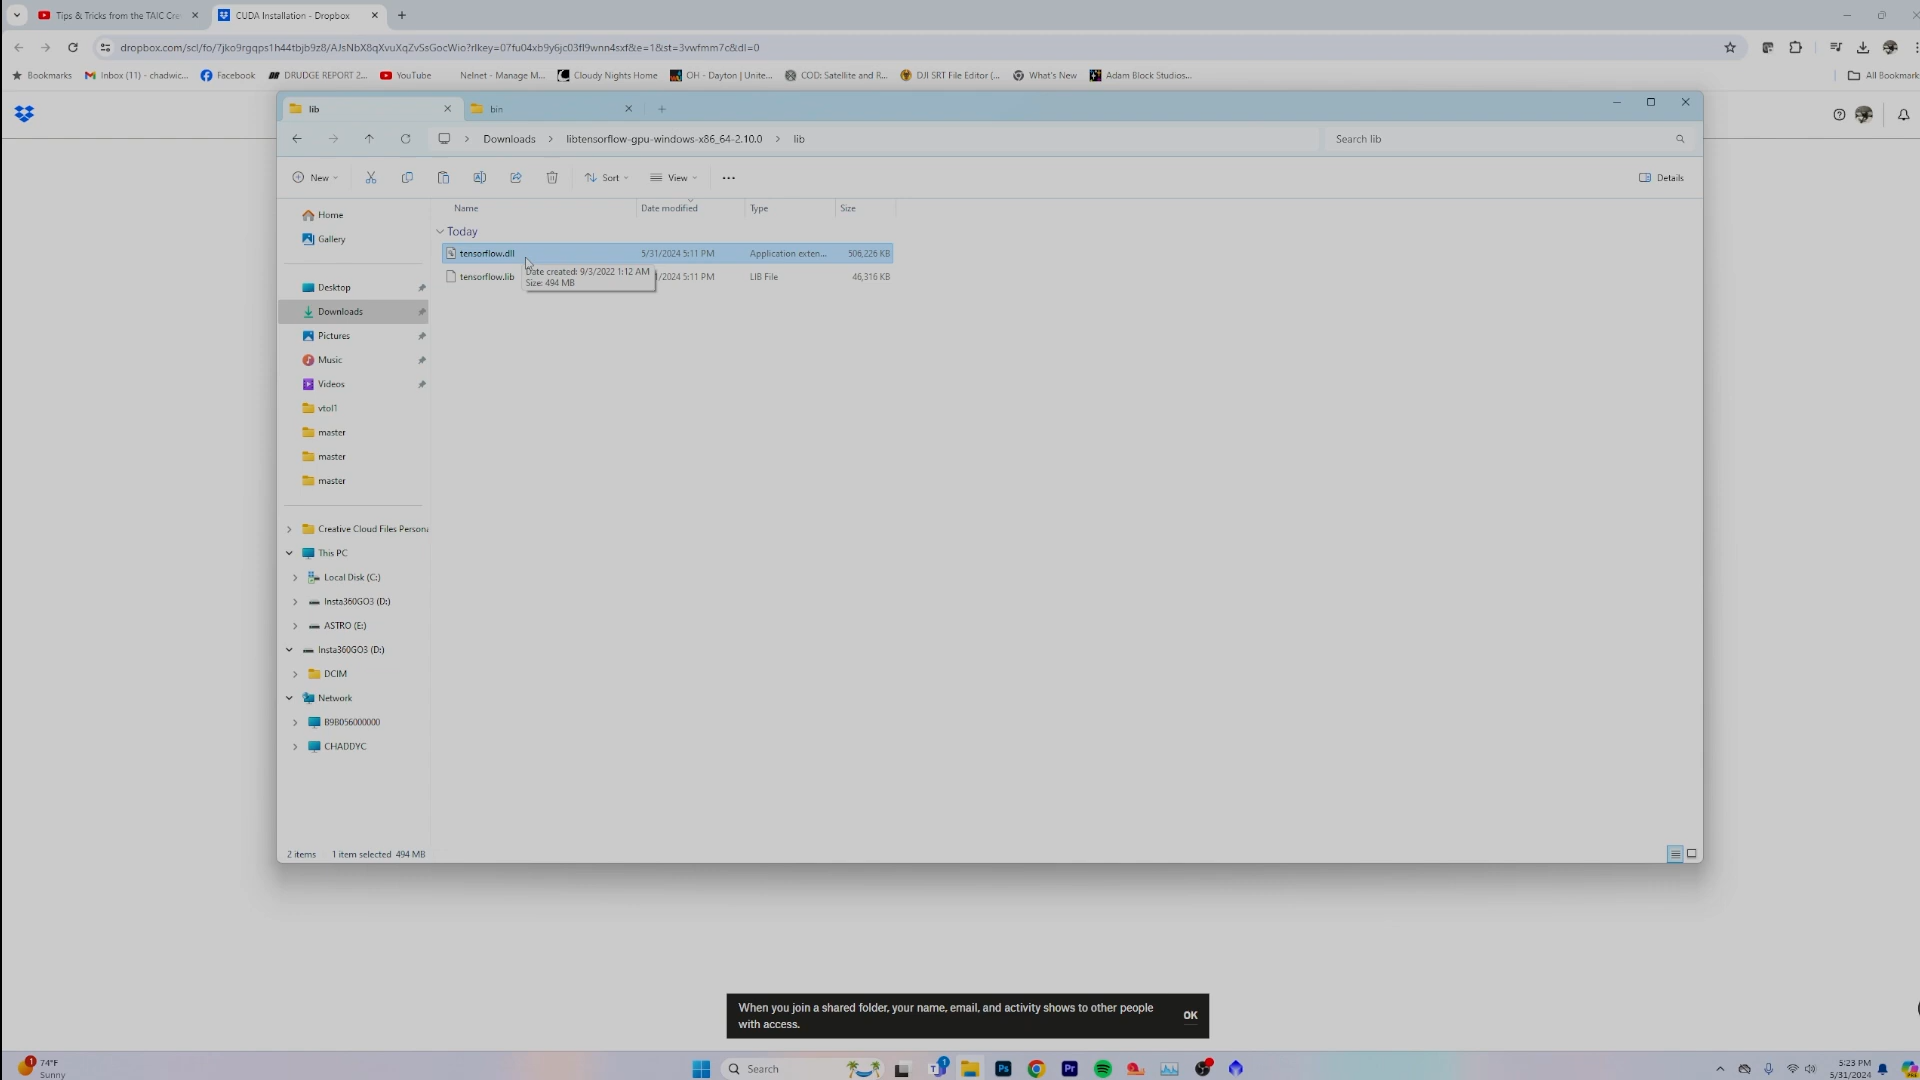 Tips & Tricks from the TAIC Cre
CUDA Installation - Dropbox
dropbox.com/scl/fo/7jko9rgqps1h44tbjb9z8/AJsNbX8qXvuXqZvSsGocWio?rlkey=07fu04xb9y6jc03fl9wnn4sxf&e=1&st=3vwfmm7c&dl=0
Bookmarks
Inbox (11) - chadwic...
Facebook
DRUDGE REPORT 2...
YouTube
Nelnet - Manage M...
Cloudy Nights Home
OH - Dayton | Unite...
COD: Satellite and R...
DJI SRT File Editor (...
What's New
Adam Block Studios...
All Bookmark
lib
bin
Downloads
libtensorflow-gpu-windows-x86_64-2.10.0
lib
Search lib
New
Sort
View
Details
Name
Date modified
Type
Size
Today
tensorflow.dll
5/31/2024 5:11 PM
Application exten...
506,226 KB
Date created: 9/3/2022 1:12 AM
Size: 494 MB
tensorflow.lib
/2024 5:11 PM
LIB File
46,316 KB
Home
Gallery
Desktop
Downloads
Pictures
Music
Videos
vtol1
master
master
master
Creative Cloud Files Persona
This PC
Local Disk (C:)
Insta360GO3 (D:)
ASTRO (E:)
Insta360GO3 (D:)
DCIM
Network
B9B056000000
CHADDYC
2 items
1 item selected 494 MB
When you join a shared folder, your name, email, and activity shows to other people
with access.
OK
1
74°F
Sunny
Search
1
Ps
Pr
5:23 PM
5/31/2024